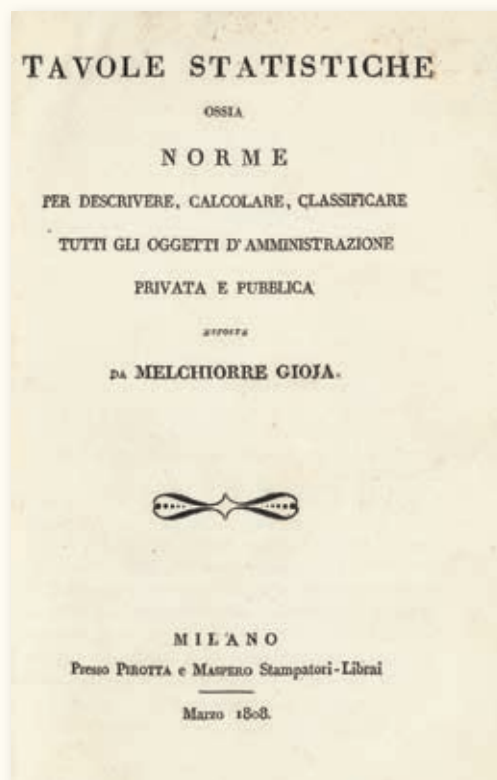 TAVOLE STATISTICHE
OSSIA
NORME
PER DESCRIVERE, CALCOLARE, CLASSIFICARE
TUTTI GLI OGGETTI D'AMMINISTRAZIONE
PRIVATA E PUBBLICA
DA MELCHIORRE GIOJA.
MILANO
Presso PIROTTA e MASPERO Stampatori-Librai
Marzo 1808.